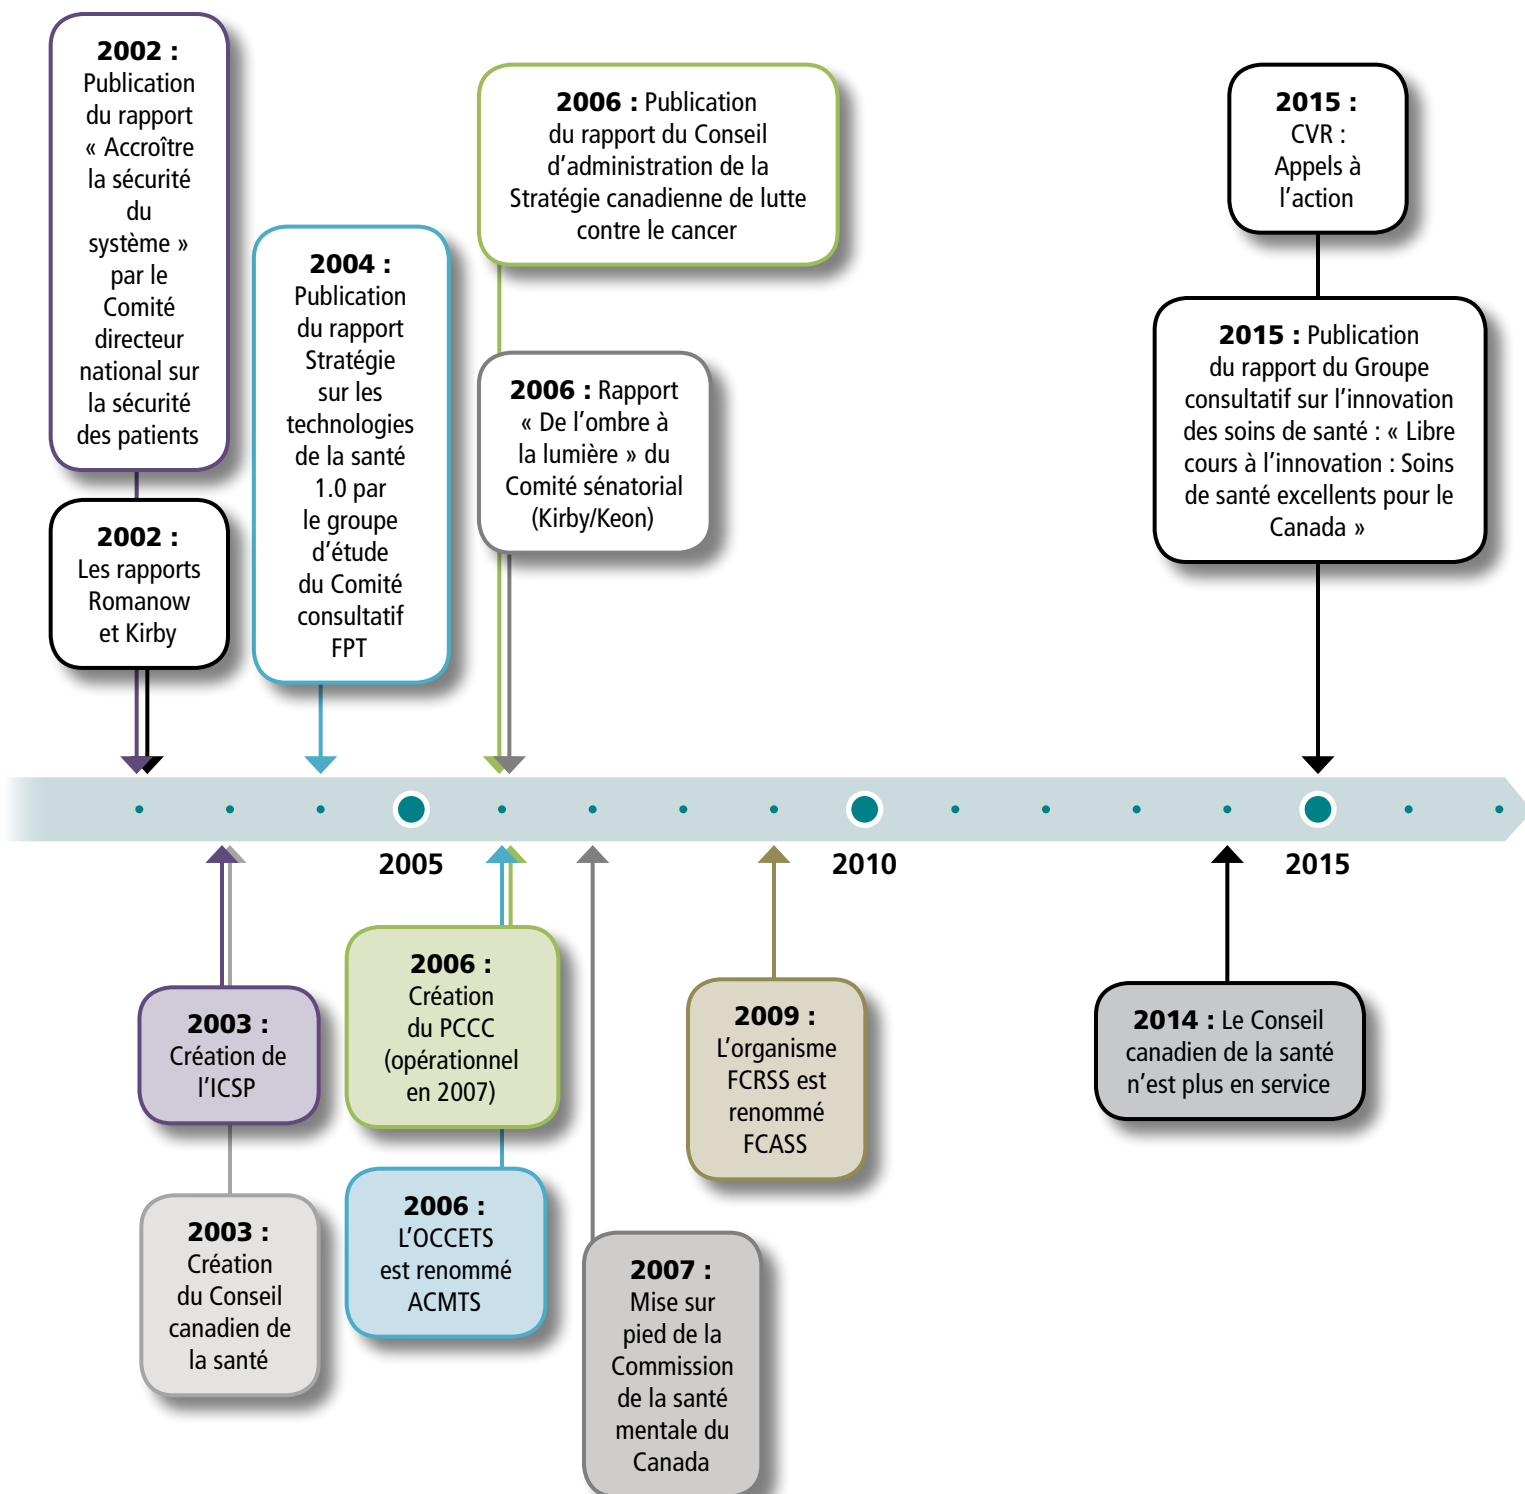 2002 :
Publication
du rapport
« Accroître
la sécurité
du
système »
par le
Comité
directeur
national sur
la sécurité
des patients
2002 :
Les rapports
Romanow
et Kirby
2004 :
Publication
du rapport
Stratégie
sur les
technologies
de la santé
1.0 par
le groupe
d’étude
du Comité
consultatif
FPT
2006 : Publication
du rapport du Conseil
d’administration de la
Stratégie canadienne de lutte
contre le cancer
2006 : Rapport
« De l’ombre à
la lumière » du
Comité sénatorial
(Kirby/Keon)
2015 :
CVR :
Appels à
l’action
2015 : Publication
du rapport du Groupe
consultatif sur l’innovation
des soins de santé : « Libre
cours à l’innovation : Soins
de santé excellents pour le
Canada »
2005
2010
2015
2003 :
Création de
l’ICSP
2003 :
Création
du Conseil
canadien de
la santé
2006 :
Création
du PCCC
(opérationnel
en 2007)
2006 :
L’OCCETS
est renommé
ACMTS
2007 :
Mise sur
pied de la
Commission
de la santé
mentale du
Canada
2009 :
L’organisme
FCRSS est
renommé
FCASS
2014 : Le Conseil
canadien de la santé
n’est plus en service